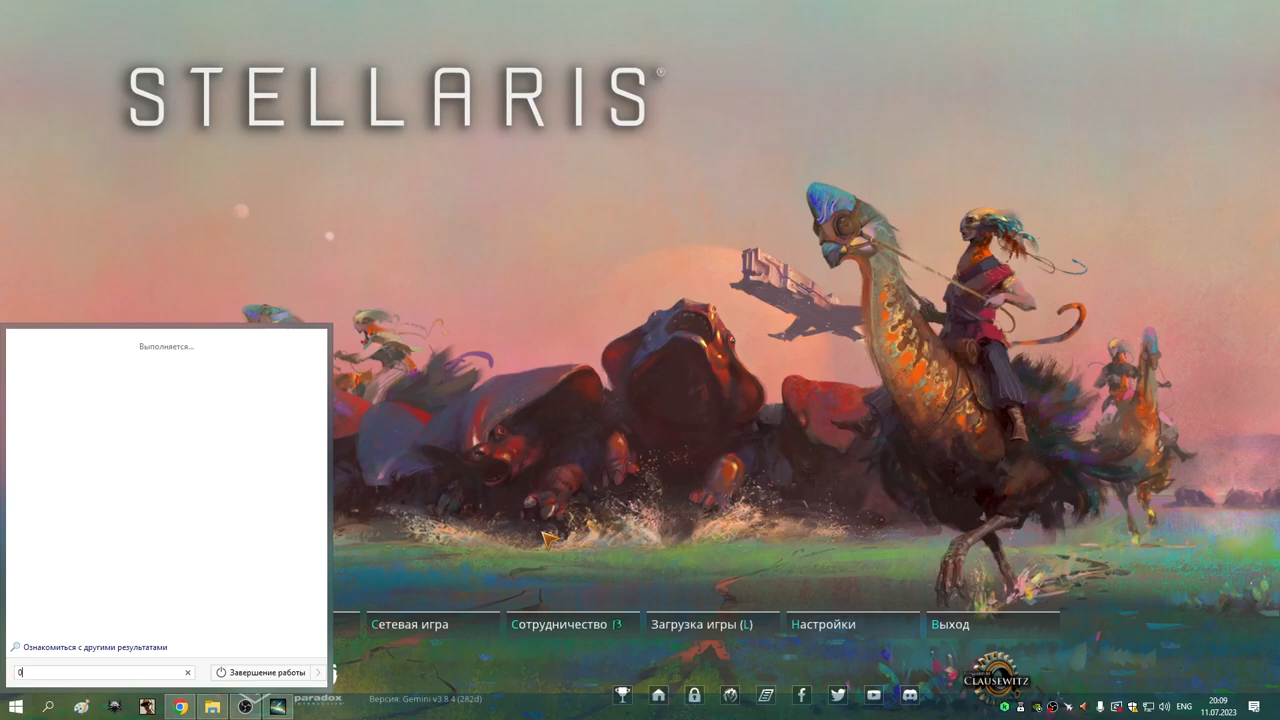 STELLARIS®
Выполняется...
Ознакомиться с другими результатами
0
Завершение работы
Сетевая игра
Сотрудничество β
Загрузка игры (L)
Настройки
Выход
paradox
INTERACTIVE
Версия: Gemini v3.8.4 (282d)
CLAUSEWITZ
ENG
20:09
11.07.2023